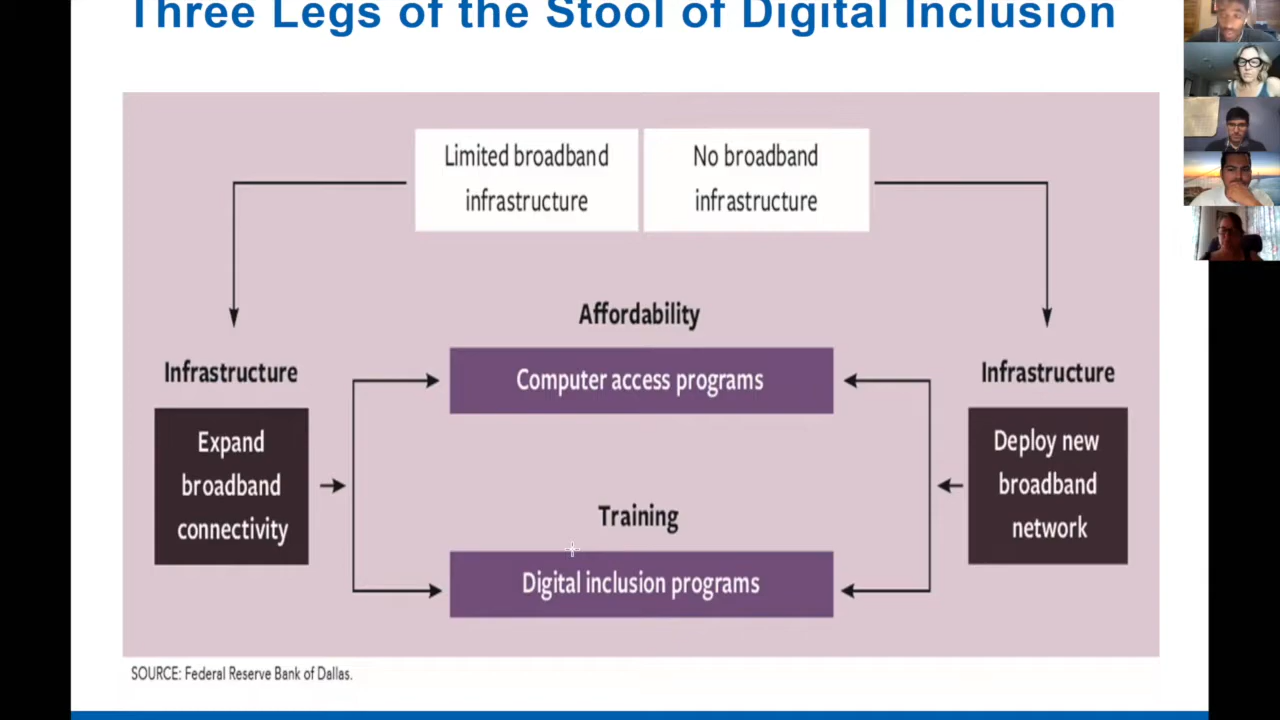 Three Legs of the Stool of Digital Inclusion
Limited broadband
infrastructure
No broadband
infrastructure
Affordability
Infrastructure
Computer access programs
Infrastructure
Expand
broadband
connectivity
Deploy new
broadband
network
Training
Digital inclusion programs
SOURCE: Federal Reserve Bank of Dallas.